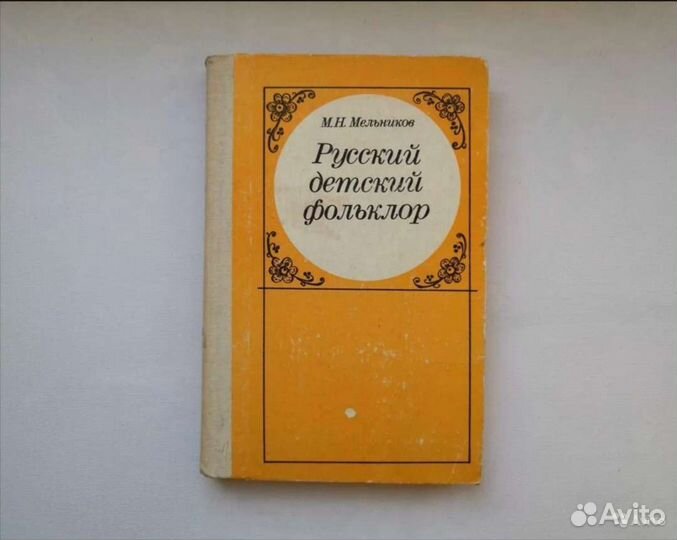 М.Н. Мельников
Русский
детский
фольклор
Avito